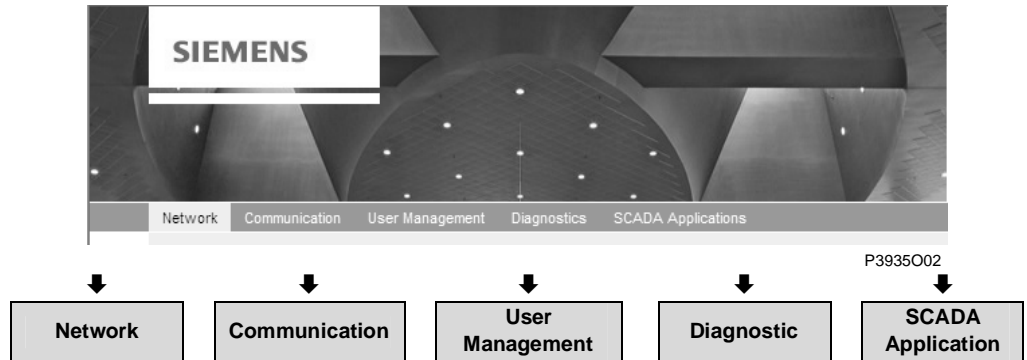 SIEMENS
Network Communication User Management Diagnostics SCADA Applications
P3935O02
Network
Communication
User
Management
Diagnostic
SCADA
Application